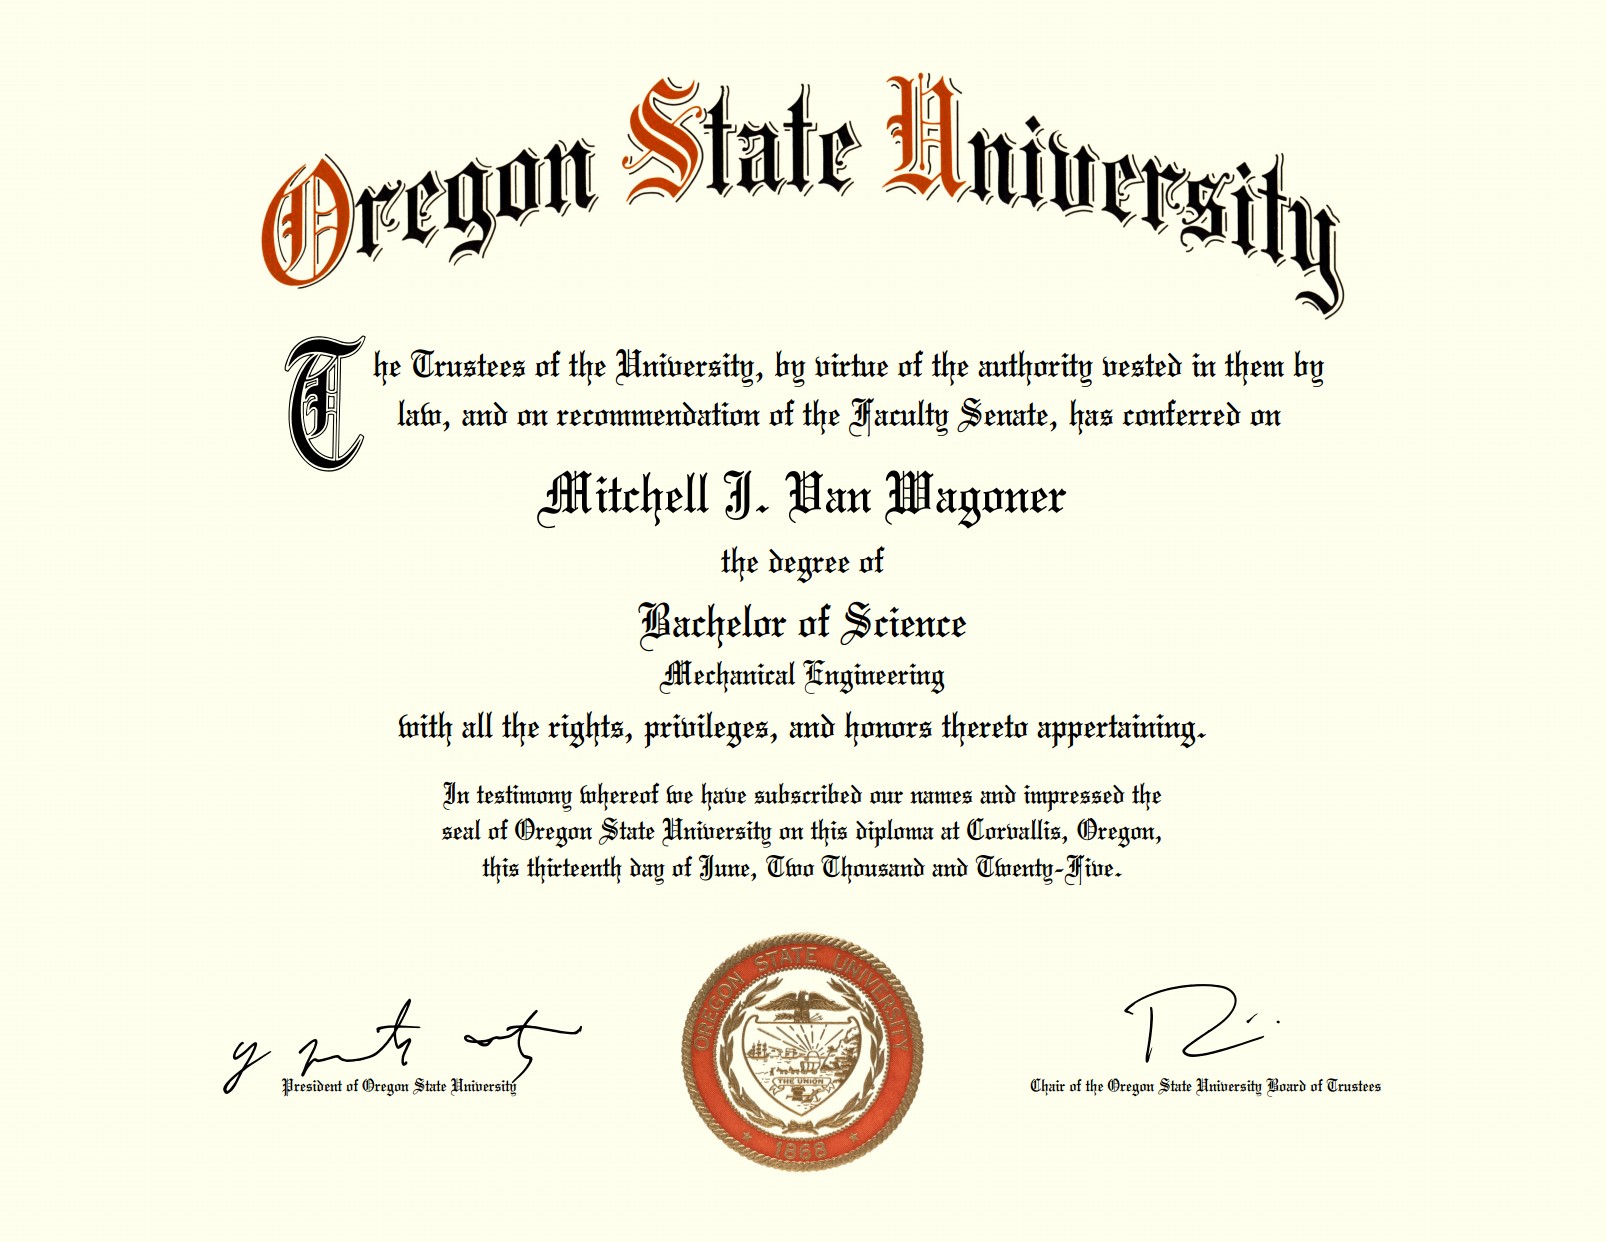 Oregon State University
The Trustees of the University, by virtue of the authority vested in them by
law, and on recommendation of the Faculty Senate, has conferred on
Mitchell J. Van Wagoner
the degree of
Bachelor of Science
Mechanical Engineering
with all the rights, privileges, and honors thereto appertaining.
In testimony whereof we have subscribed our names and impressed the
seal of Oregon State University on this diploma at Corvallis, Oregon,
this thirteenth day of June, Two Thousand and Twenty-Five.
OREGON STATE UNIVERSITY
THE UNION
1868
President of Oregon State University
Chair of the Oregon State University Board of Trustees